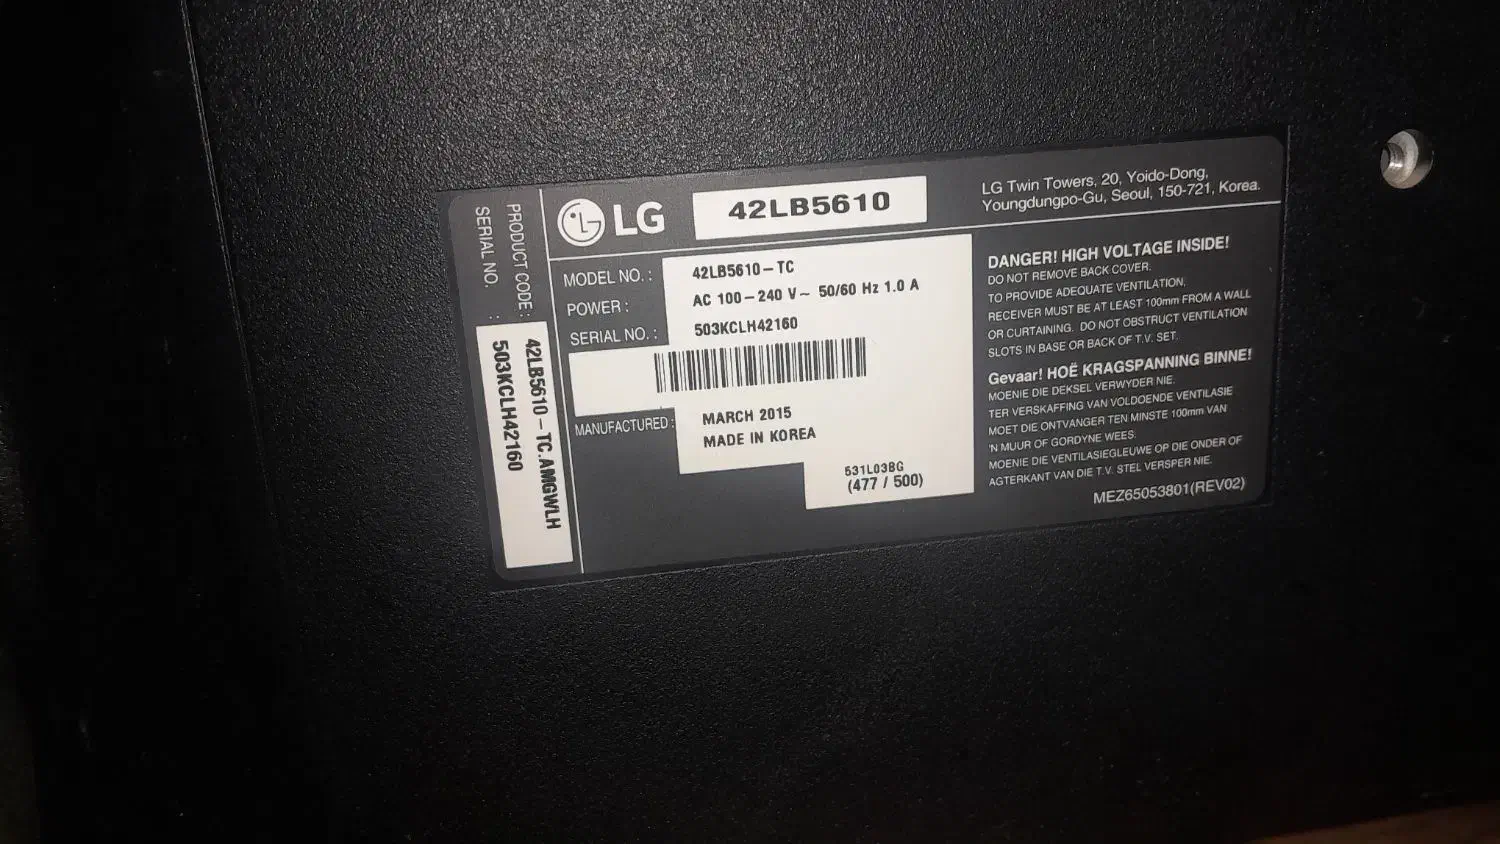 LG
42LB5610
LG Twin Towers, 20, Yoido-Dong,
Youngdungpo-Gu, Seoul, 150-721, Korea.
PRODUCT CODE : 42LB5610-TC.AMGWLH
SERIAL NO. : 503KCLH42160
MODEL NO. : 42LB5610-TC
POWER : AC 100-240 V~ 50/60 Hz 1.0 A
SERIAL NO. : 503KCLH42160
MANUFACTURED : MARCH 2015
MADE IN KOREA
531L03BG
(477 / 500)
DANGER! HIGH VOLTAGE INSIDE!
DO NOT REMOVE BACK COVER.
TO PROVIDE ADEQUATE VENTILATION,
RECEIVER MUST BE AT LEAST 100mm FROM A WALL
OR CURTAINING. DO NOT OBSTRUCT VENTILATION
SLOTS IN BASE OR BACK OF T.V. SET.
Gevaar! HOË KRAGSPANNING BINNE!
MOENIE DIE DEKSEL VERWYDER NIE.
TER VERSKAFFING VAN VOLDOENDE VENTILASIE
MOET DIE ONTVANGER TEN MINSTE 100mm VAN
'N MUUR OF GORDYNE WEES.
MOENIE DIE VENTILASIEGLEUWE OP DIE ONDER OF
AGTERKANT VAN DIE T.V. STEL VERSPER NIE.
MEZ65053801(REV02)